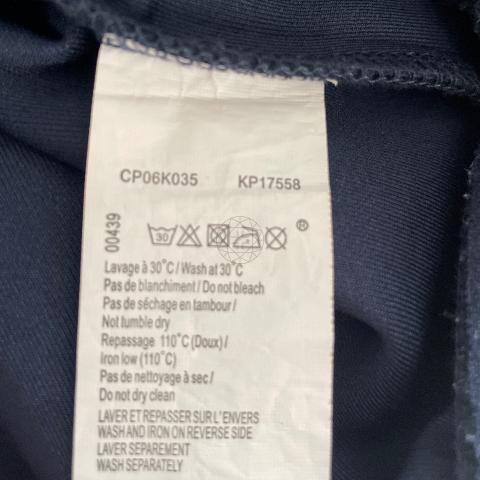 CP06K035 KP17558
00439
30
®
Lavage à 30°C / Wash at 30°C
Pas de blanchiment / Do not bleach
Pas de séchage en tambour /
Not tumble dry
Repassage 110°C (Doux) /
Iron low (110°C)
Pas de nettoyage à sec /
Do not dry clean
LAVER ET REPASSER SUR L'ENVERS
WASH AND IRON ON REVERSE SIDE
LAVER SEPAREMENT
WASH SEPARATELY